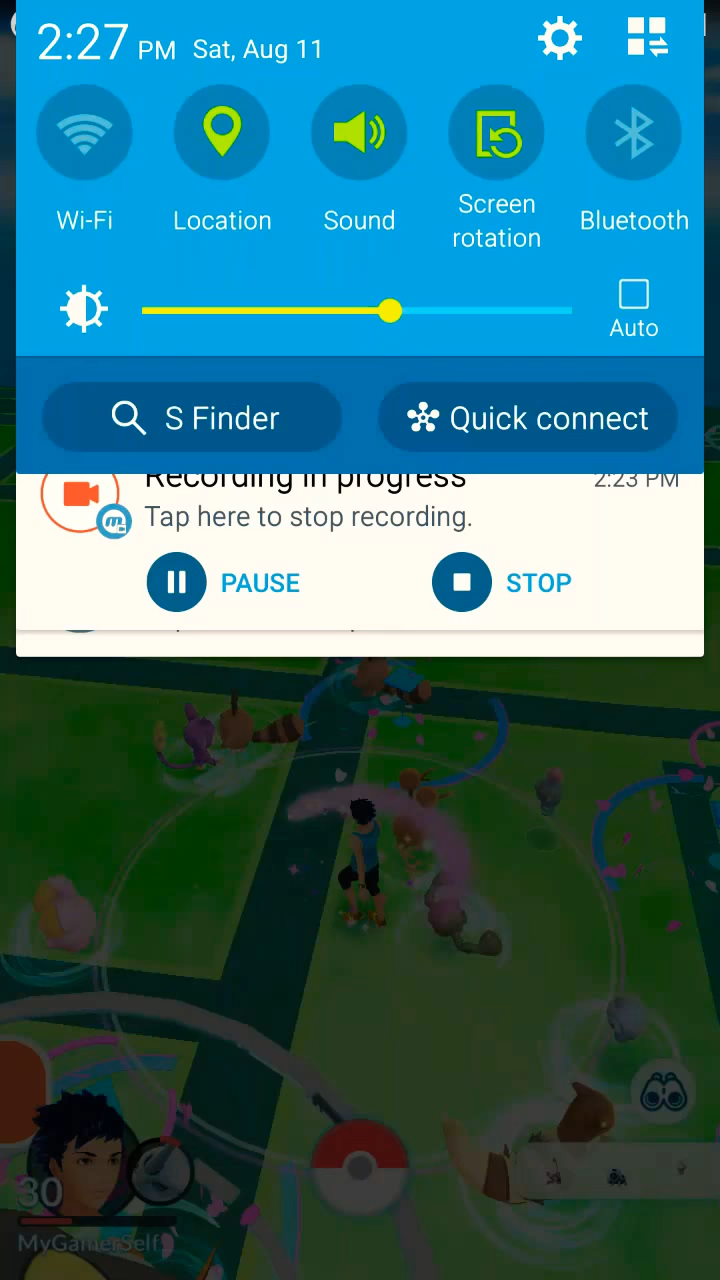 2:27 PM Sat, Aug 11
Wi-Fi
Location
Sound
Screen
rotation
Bluetooth
Auto
S Finder
Quick connect
Recording in progress 2:23 PM
Tap here to stop recording.
PAUSE STOP
30
MyGamerSelf